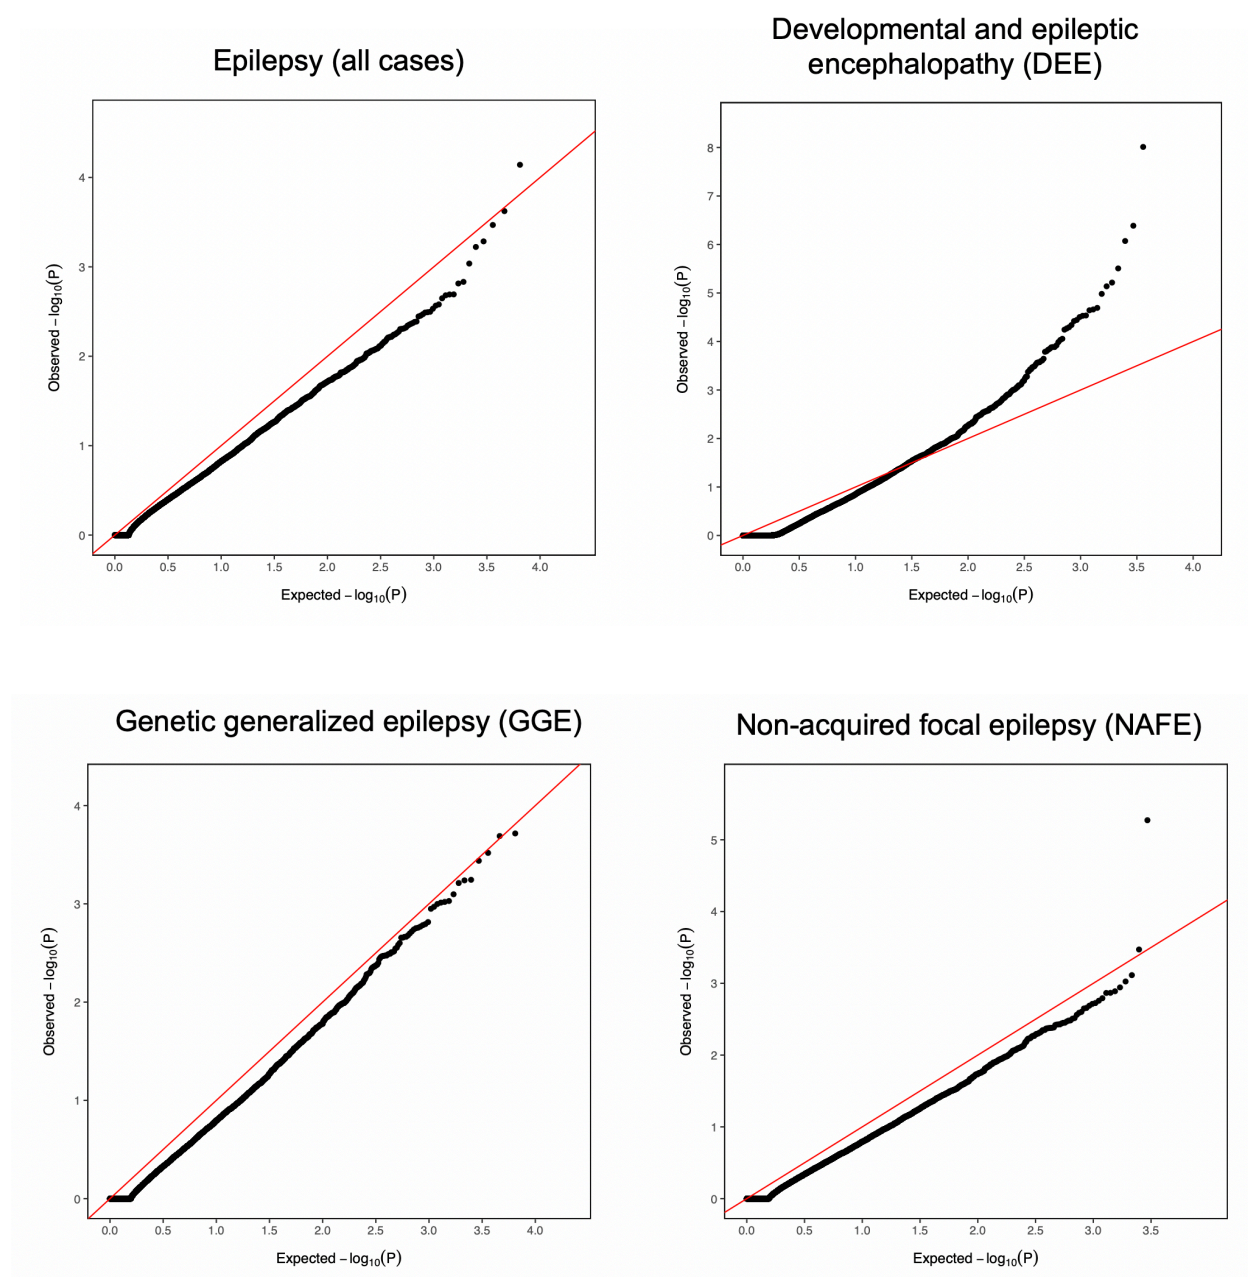 Epilepsy (all cases)
4
3
2
1
0
Observed – log10(P)
0.0 0.5 1.0 1.5 2.0 2.5 3.0 3.5 4.0
Expected – log10(P)
Developmental and epileptic
encephalopathy (DEE)
8
7
6
5
4
3
2
1
0
Observed – log10(P)
0.0 0.5 1.0 1.5 2.0 2.5 3.0 3.5 4.0
Expected – log10(P)
Genetic generalized epilepsy (GGE)
4
3
2
1
0
Observed – log10(P)
0.0 0.5 1.0 1.5 2.0 2.5 3.0 3.5 4.0
Expected – log10(P)
Non-acquired focal epilepsy (NAFE)
5
4
3
2
1
0
Observed – log10(P)
0.0 0.5 1.0 1.5 2.0 2.5 3.0 3.5
Expected – log10(P)